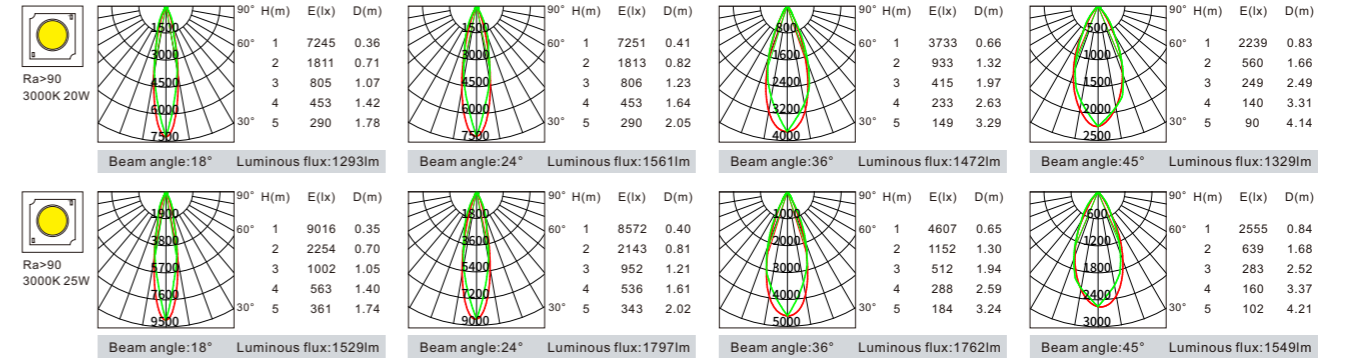 Ra>90
3000K 20W
90° H(m) E(lx) D(m)
60°
30°
1500
3000
4500
6000
7500
1 7245 0.36
2 1811 0.71
3 805 1.07
4 453 1.42
5 290 1.78
Beam angle:18° Luminous flux:1293lm
90° H(m) E(lx) D(m)
60°
30°
1500
3000
4500
6000
7500
1 7251 0.41
2 1813 0.82
3 806 1.23
4 453 1.64
5 290 2.05
Beam angle:24° Luminous flux:1561lm
90° H(m) E(lx) D(m)
60°
30°
800
1600
2400
3200
4000
1 3733 0.66
2 933 1.32
3 415 1.97
4 233 2.63
5 149 3.29
Beam angle:36° Luminous flux:1472lm
90° H(m) E(lx) D(m)
60°
30°
500
1000
1500
2000
2500
1 2239 0.83
2 560 1.66
3 249 2.49
4 140 3.31
5 90 4.14
Beam angle:45° Luminous flux:1329lm
Ra>90
3000K 25W
90° H(m) E(lx) D(m)
60°
30°
1900
3800
5700
7600
9500
1 9016 0.35
2 2254 0.70
3 1002 1.05
4 563 1.40
5 361 1.74
Beam angle:18° Luminous flux:1529lm
90° H(m) E(lx) D(m)
60°
30°
1800
3600
5400
7200
9000
1 8572 0.40
2 2143 0.81
3 952 1.21
4 536 1.61
5 343 2.02
Beam angle:24° Luminous flux:1797lm
90° H(m) E(lx) D(m)
60°
30°
1000
2000
3000
4000
5000
1 4607 0.65
2 1152 1.30
3 512 1.94
4 288 2.59
5 184 3.24
Beam angle:36° Luminous flux:1762lm
90° H(m) E(lx) D(m)
60°
30°
600
1200
1800
2400
3000
1 2555 0.84
2 639 1.68
3 283 2.52
4 160 3.37
5 102 4.21
Beam angle:45° Luminous flux:1549lm